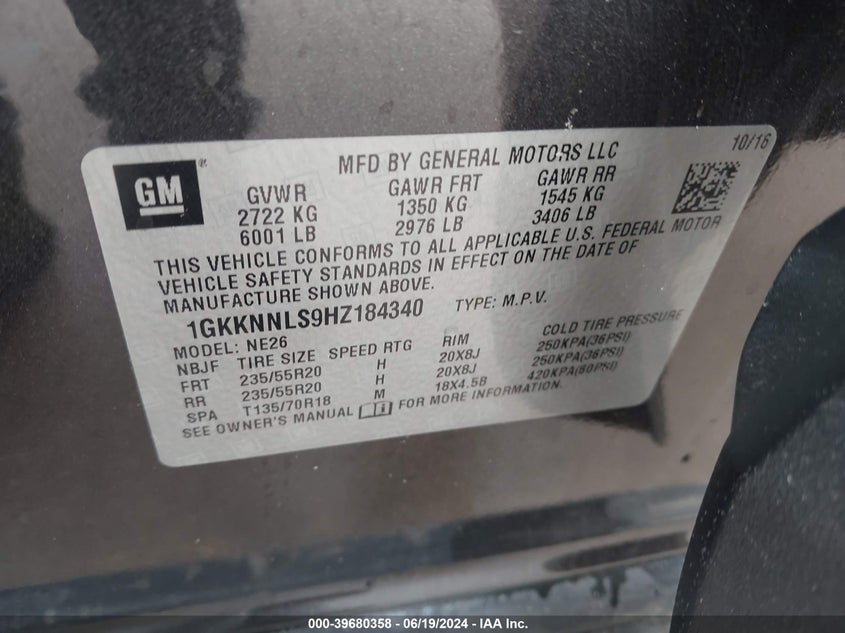 10/16
MFD BY GENERAL MOTORS LLC
GM®
GVWR GAWR FRT GAWR RR
2722 KG 1350 KG 1545 KG
6001 LB 2976 LB 3406 LB
THIS VEHICLE CONFORMS TO ALL APPLICABLE U.S. FEDERAL MOTOR
VEHICLE SAFETY STANDARDS IN EFFECT ON THE DATE OF
MANUFACTURE SHOWN ABOVE.
1GKKNNLS9HZ184340 TYPE: M.P.V.
MODEL: NE26
NBJF TIRE SIZE SPEED RTG RIM COLD TIRE PRESSURE
FRT 235/55R20 H 20X8J 250KPA(36PSI)
RR 235/55R20 H 20X8J 250KPA(36PSI)
SPA T135/70R18 M 18X4.5B 420KPA(60PSI)
SEE OWNER'S MANUAL FOR MORE INFORMATION.
000-39680358 - 06/19/2024 - IAA Inc.